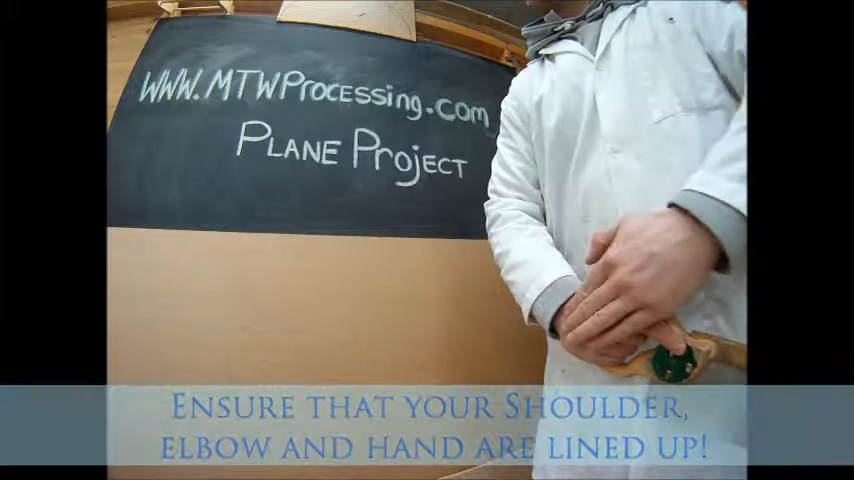 www.MTWProcessing.com
Plane Project
Ensure that your Shoulder,
elbow and hand are lined up!